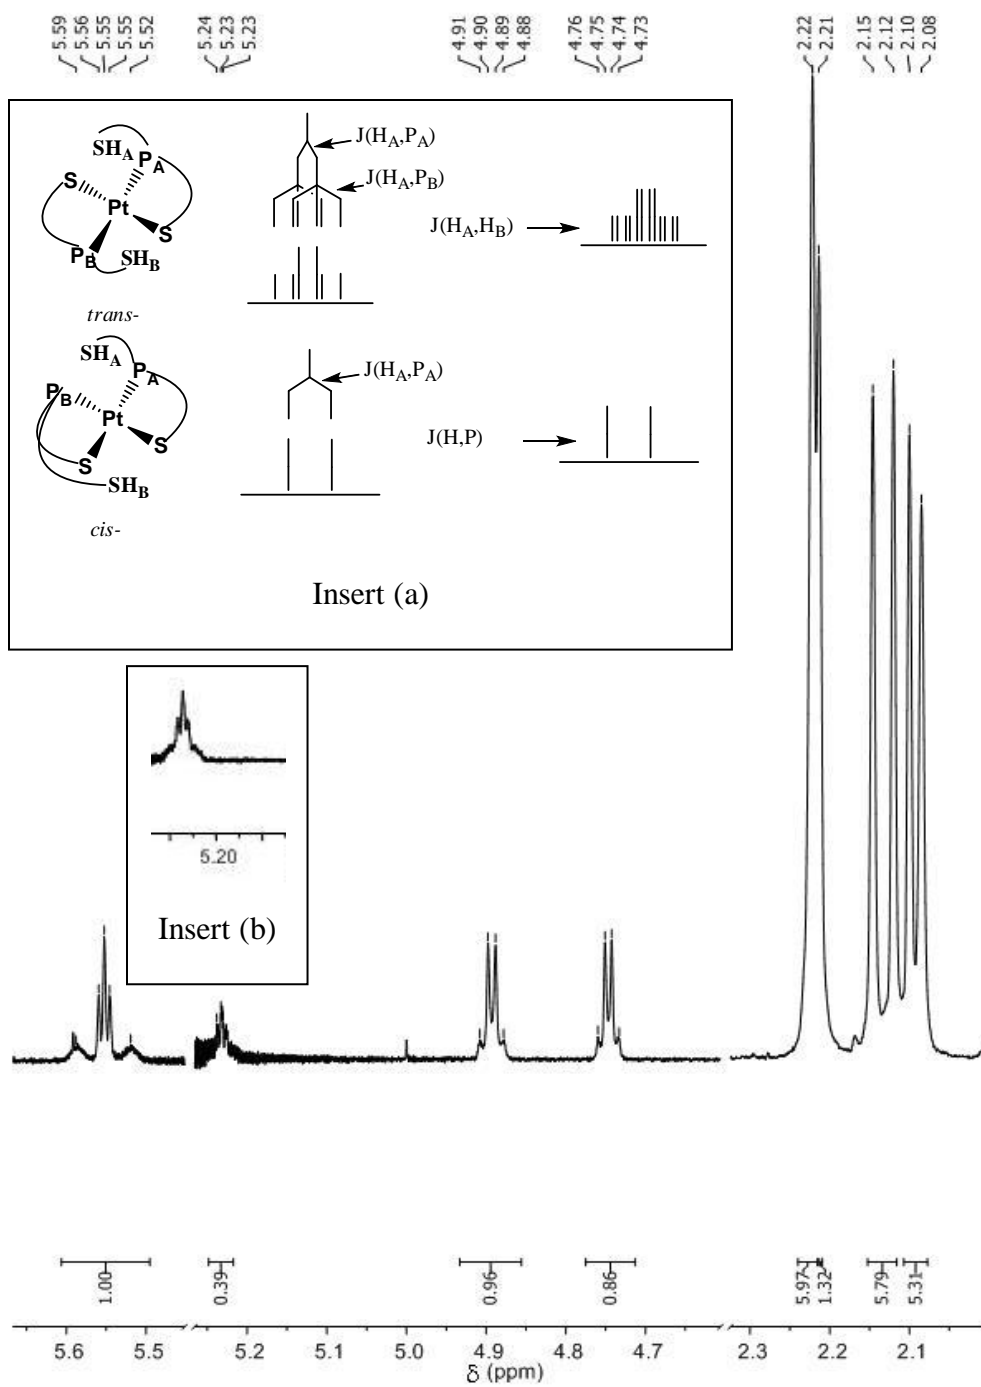 5.59
5.56
5.55
5.55
5.52
5.24
5.23
5.23
4.91
4.90
4.89
4.88
4.76
4.75
4.74
4.73
2.22
2.21
2.15
2.12
2.10
2.08
SHA PA
S
Pt
S
PB SHB
trans-
J(HA,PA)
J(HA,PB)
J(HA,HB)
SHA PA
PB
Pt
S
S
SHB
cis-
J(HA,PA)
J(H,P)
Insert (a)
5.20
Insert (b)
1.00
0.39
0.96
0.86
5.97
1.32
5.79
5.31
5.6 5.5 5.2 5.1 5.0 4.9 4.8 4.7 2.3 2.2 2.1
δ (ppm)